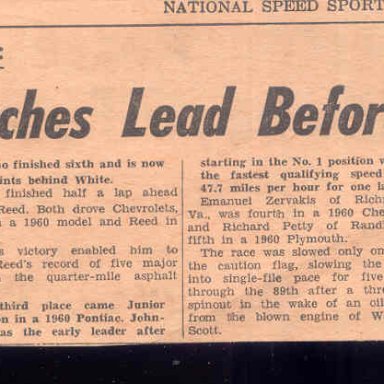 NATIONAL SPEED SPORT
ches Lead Befor
o finished sixth and is now
ints behind White.
finished half a lap ahead
Reed. Both drove Chevrolets,
a 1960 model and Reed in
s victory enabled him to
Reed's record of five major
the quarter-mile asphalt
third place came Junior
on in a 1960 Pontiac. John-
as the early leader after
starting in the No. 1 position
the fastest qualifying speed
47.7 miles per hour for one
Emanuel Zervakis of Rich
Va., was fourth in a 1960 Che
and Richard Petty of Rand
fifth in a 1960 Plymouth.
The race was slowed only on
the caution flag, slowing the
into single-file pace for five
through the 89th after a thre
spinout in the wake of an oil
from the blown engine of W
Scott.